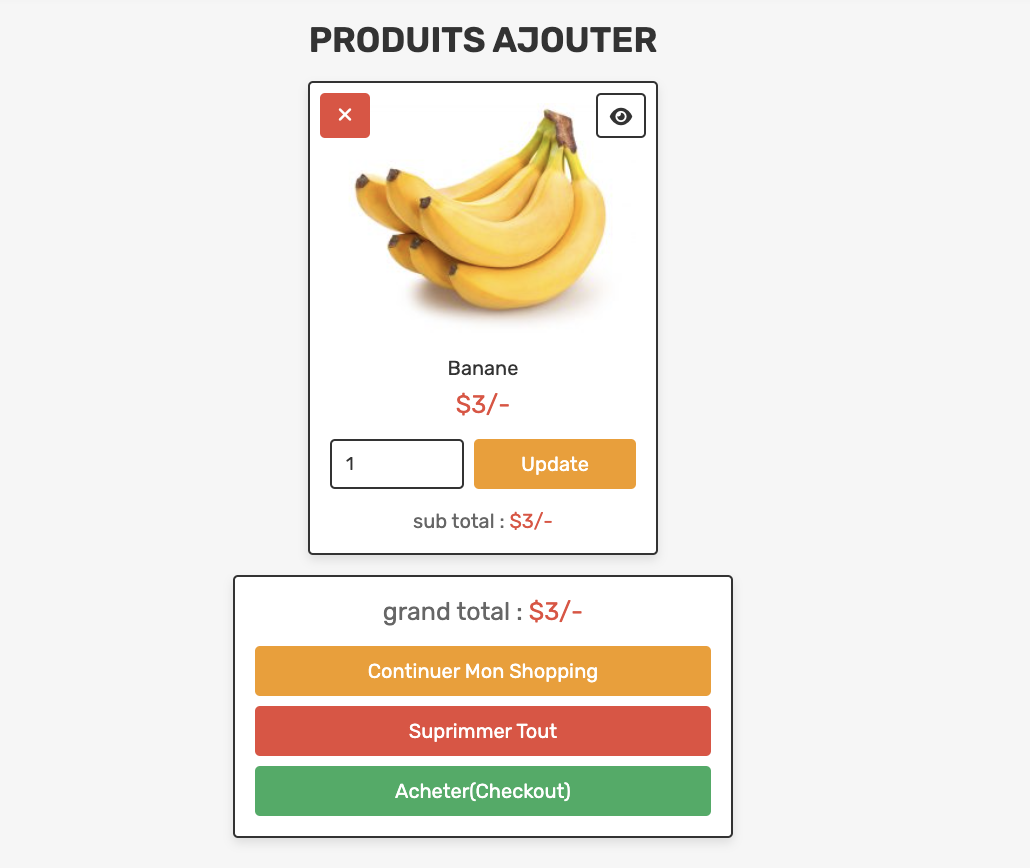 PRODUITS AJOUTER
Banane
$3/-
1
Update
sub total : $3/-
grand total : $3/-
Continuer Mon Shopping
Suprimmer Tout
Acheter(Checkout)